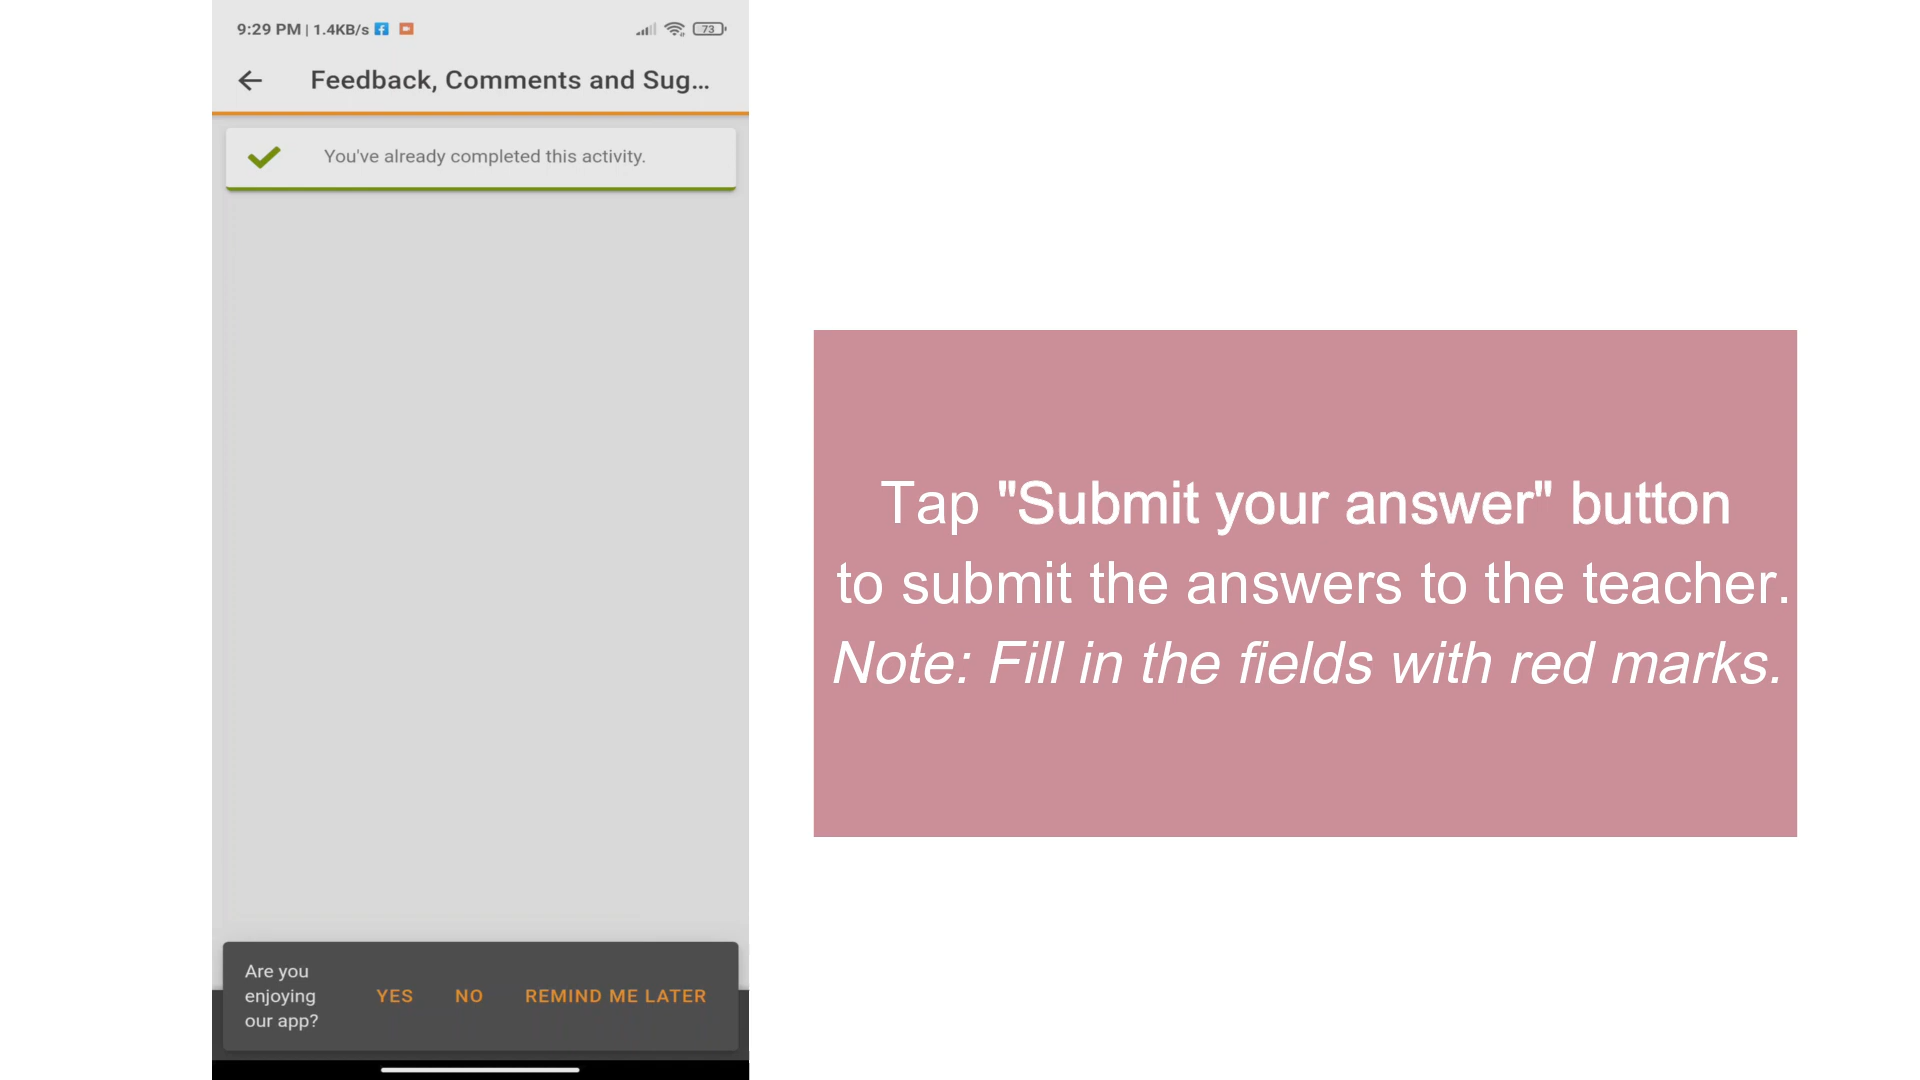 9:29 PM | 1.4KB/s
73
Feedback, Comments and Sug...
You've already completed this activity.
Tap "Submit your answer" button
to submit the answers to the teacher.
Note: Fill in the fields with red marks.
Are you
enjoying
our app?
YES NO REMIND ME LATER